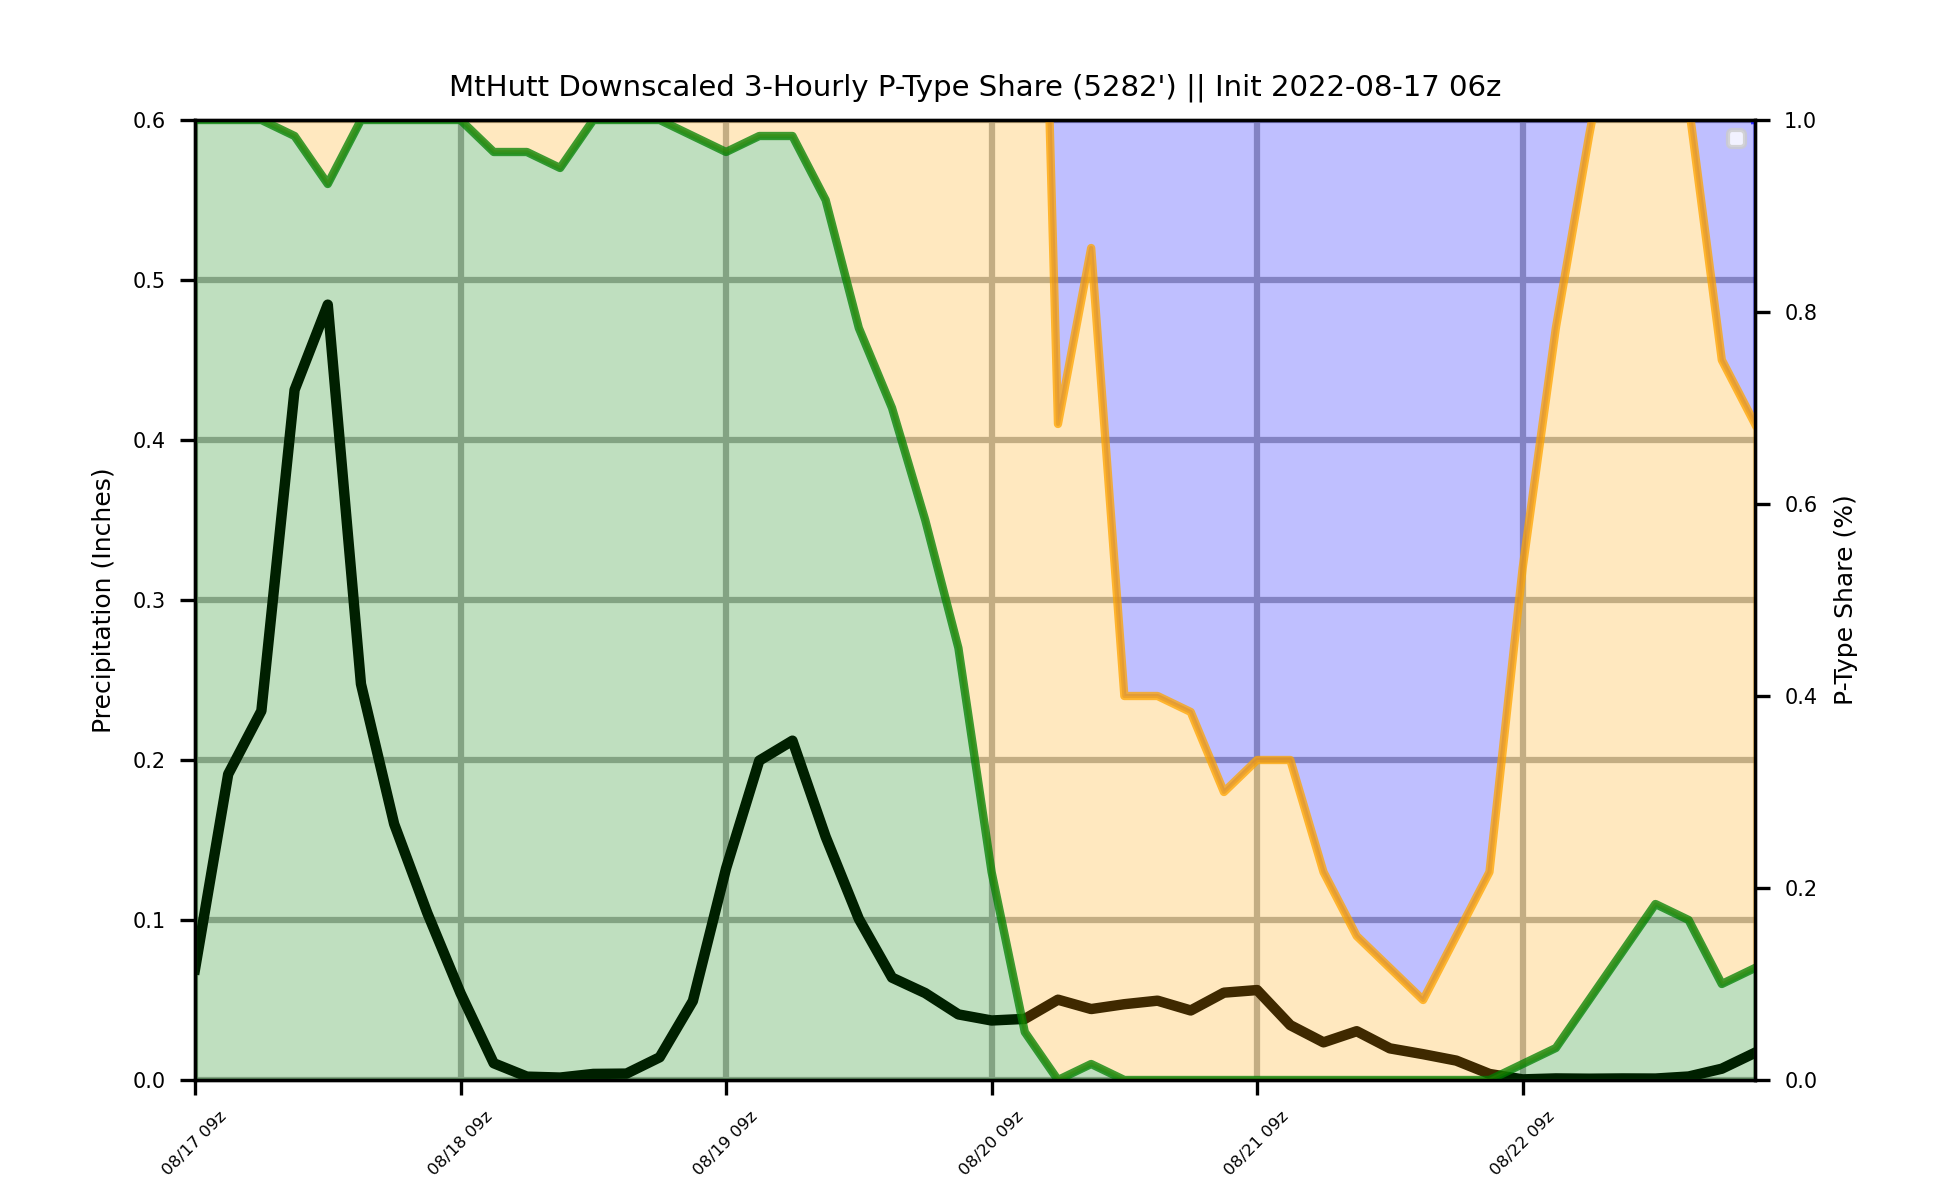 MtHutt Downscaled 3-Hourly P-Type Share (5282') || Init 2022-08-17 06z
0.6
0.5
0.4
0.3
0.2
0.1
0.0
Precipitation (Inches)
1.0
0.8
0.6
0.4
0.2
0.0
P-Type Share (%)
08/17 09z
08/18 09z
08/19 09z
08/20 09z
08/21 09z
08/22 09z